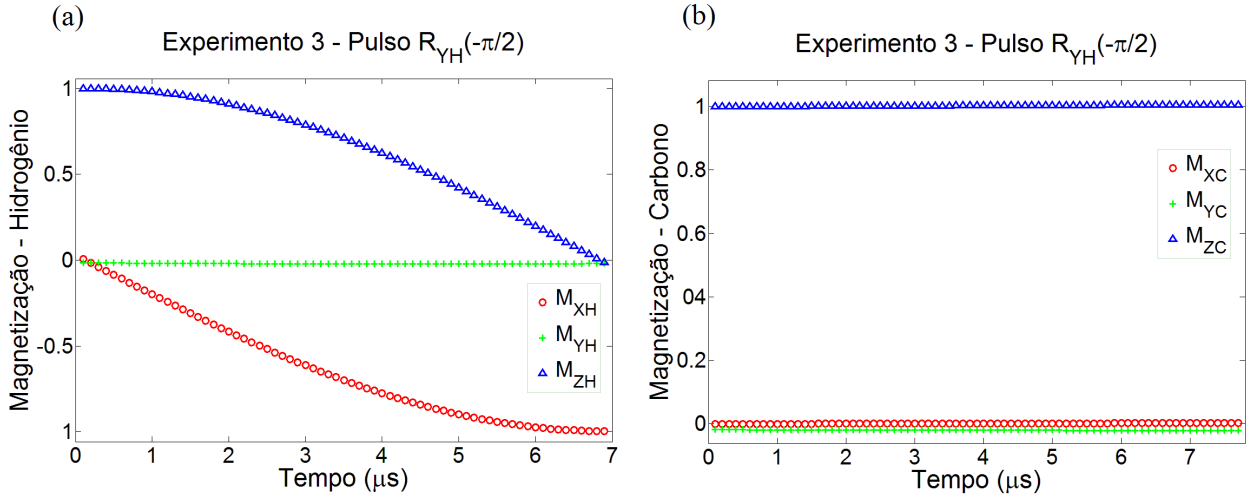 (a)
Experimento 3 - Pulso R_YH(-π/2)
Magnetização - Hidrogênio
1
0.5
0
-0.5
1
M_XH
M_YH
M_ZH
0 1 2 3 4 5 6 7
Tempo (μs)
(b)
Experimento 3 - Pulso R_YH(-π/2)
Magnetização - Carbono
1
0.8
0.6
0.4
0.2
0
M_XC
M_YC
M_ZC
0 1 2 3 4 5 6 7
Tempo (μs)